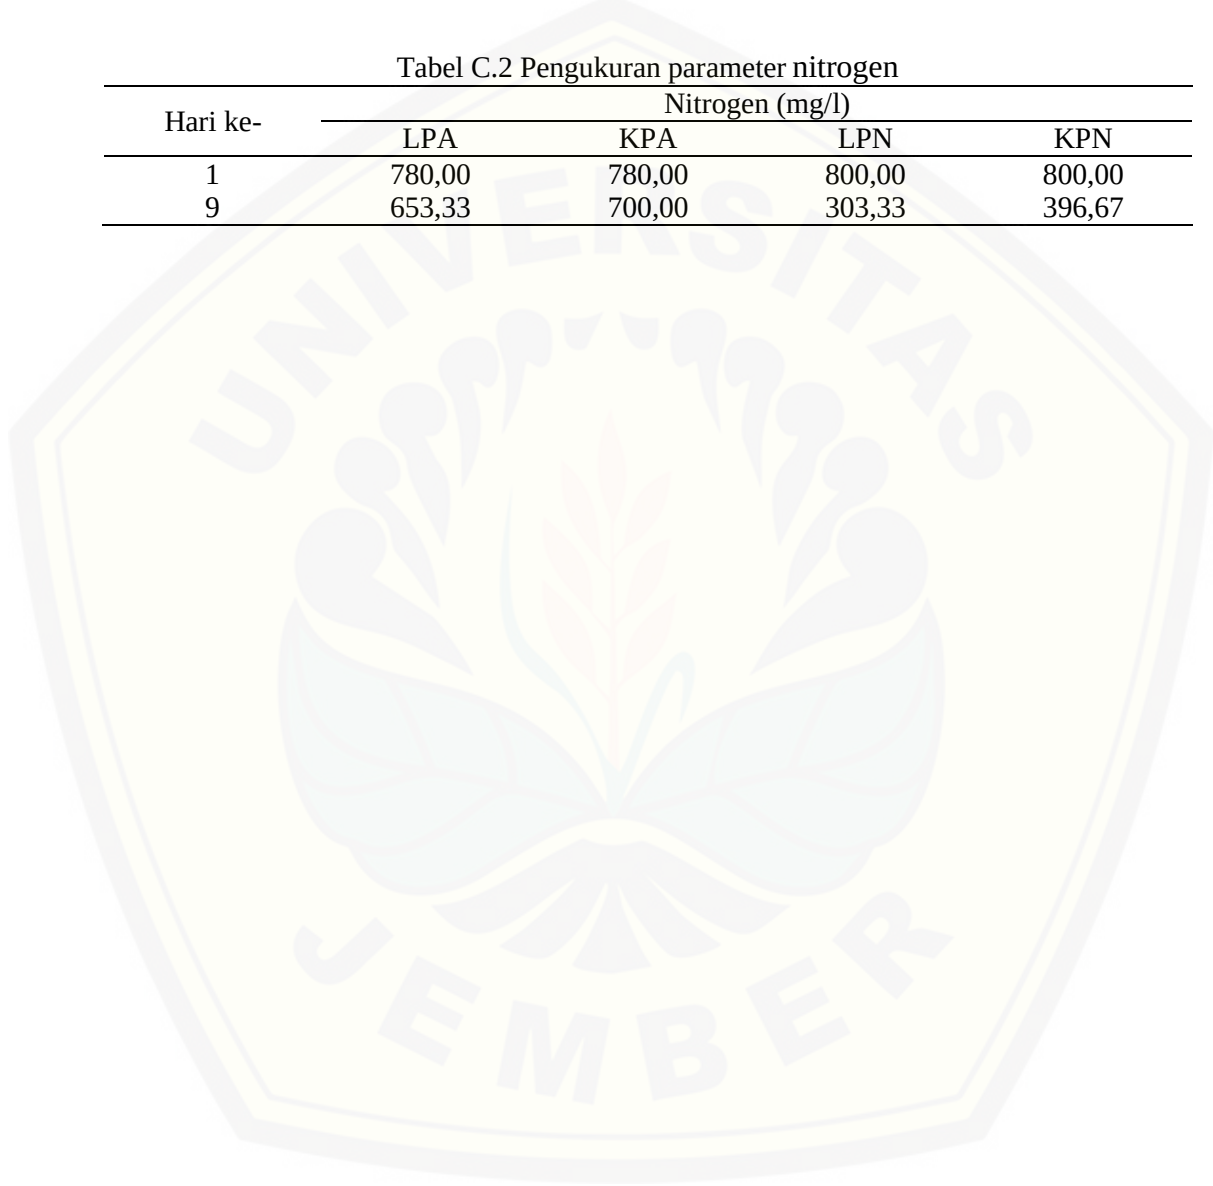 Tabel C.2 Pengukuran parameter nitrogen
Hari ke- Nitrogen (mg/l)
LPA KPA LPN KPN
1 780,00 780,00 800,00 800,00
9 653,33 700,00 303,33 396,67
UNIVERSITAS
JEMBER